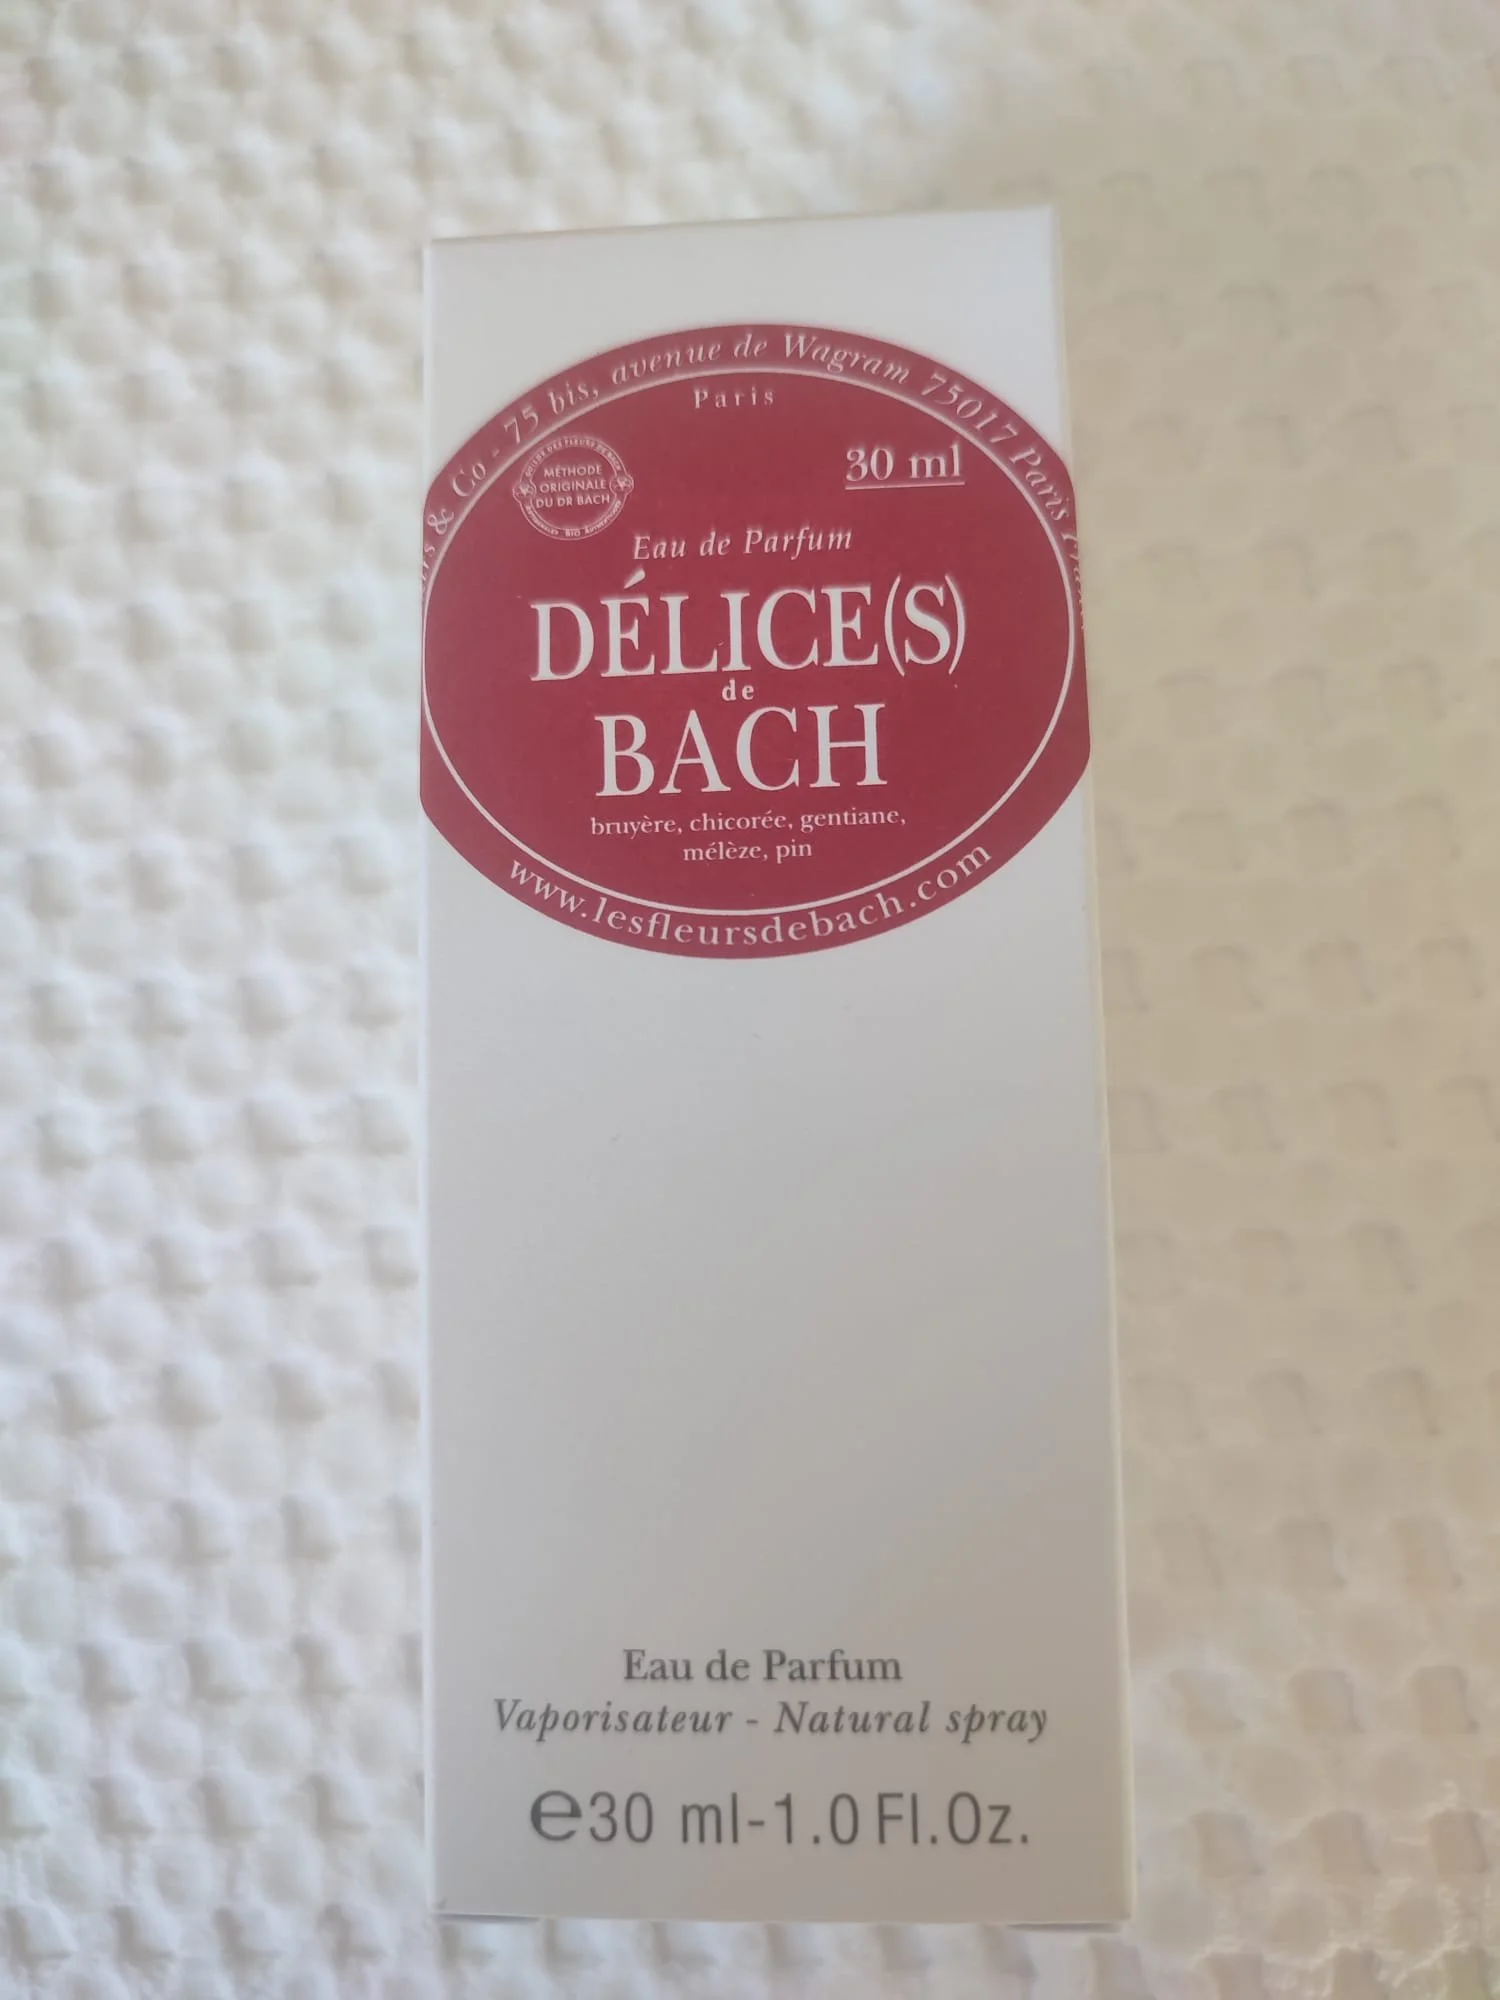 & Co - 75 bis, avenue de Wagram 75017 Paris
Paris
30 ml
MÉTHODE
ORIGINALE
DU DR BACH
Eau de Parfum
DÉLICE(S)
de
BACH
bruyère, chicorée, gentiane,
mélèze, pin
www.lesfleursdebach.com
Eau de Parfum
Vaporisateur - Natural spray
e30 ml-1.0 Fl.Oz.